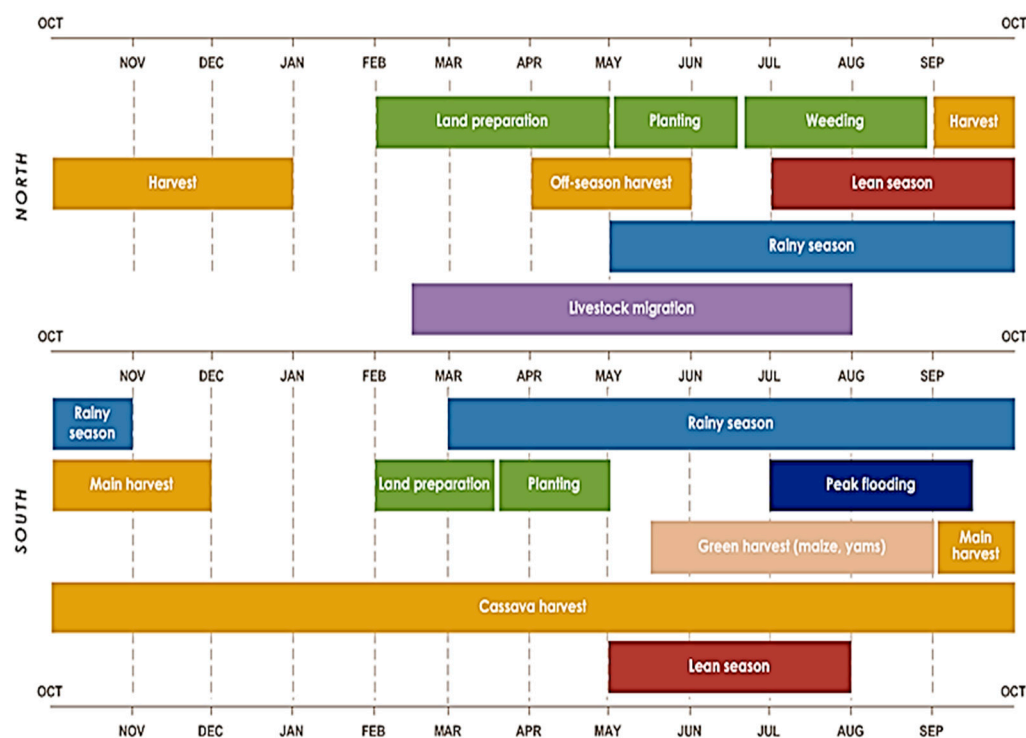 OCT OCT
NOV DEC JAN FEB MAR APR MAY JUN JUL AUG SEP
NORTH
Land preparation Planting Weeding Harvest
Harvest Off-season harvest Lean season
Rainy season
Livestock migration
OCT OCT
NOV DEC JAN FEB MAR APR MAY JUN JUL AUG SEP
SOUTH
Rainy
season
Rainy season
Main harvest Land preparation Planting Peak flooding
Green harvest (maize, yams)
Main
harvest
Cassava harvest
Lean season
OCT OCT
NOV DEC JAN FEB MAR APR MAY JUN JUL AUG SEP